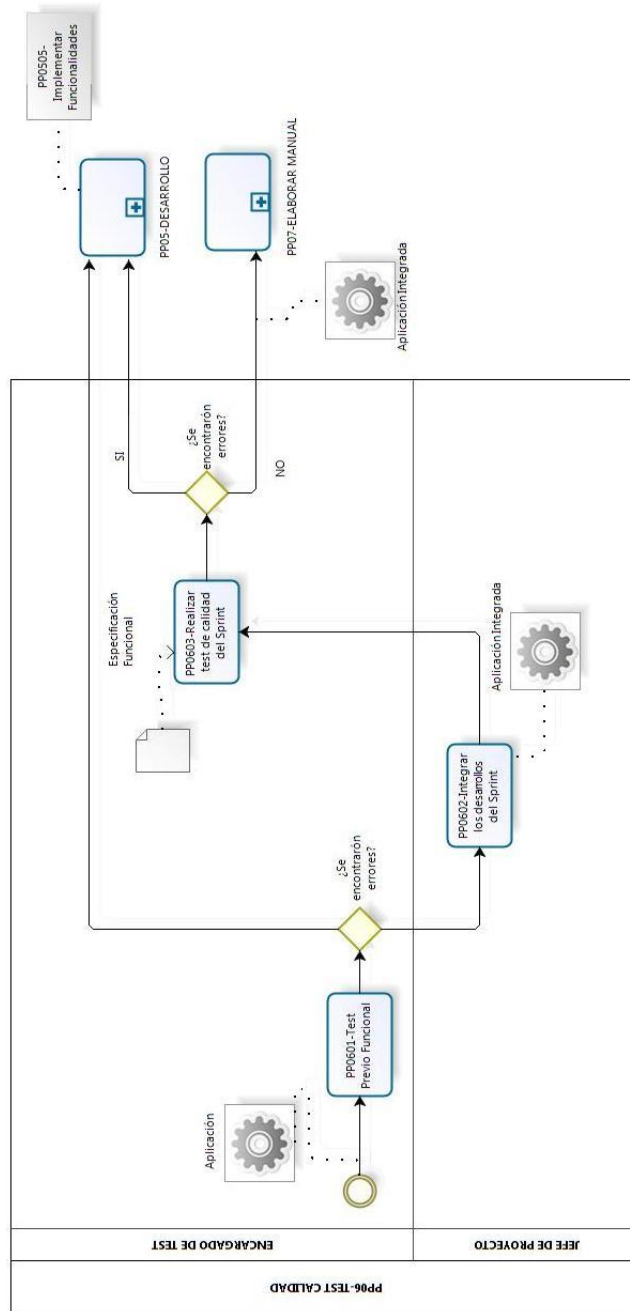 PP06-TEST CALIDAD
ENCARGADO DE TEST
JEFE DE PROYECTO
Aplicación
PP0601-Test
Previo Funcional
¿Se
encontrarón
errores?
PP0602-Integrar
los desarrollos
del Sprint
Aplicación Integrada
Especificación
Funcional
PP0603-Realizar
test de calidad
del Sprint
¿Se
encontrarón
errores?
SI
NO
Aplicación Integrada
PP05-DESARROLLO
PP07-ELABORAR MANUAL
PP0505-
Implementar
Funcionalidades